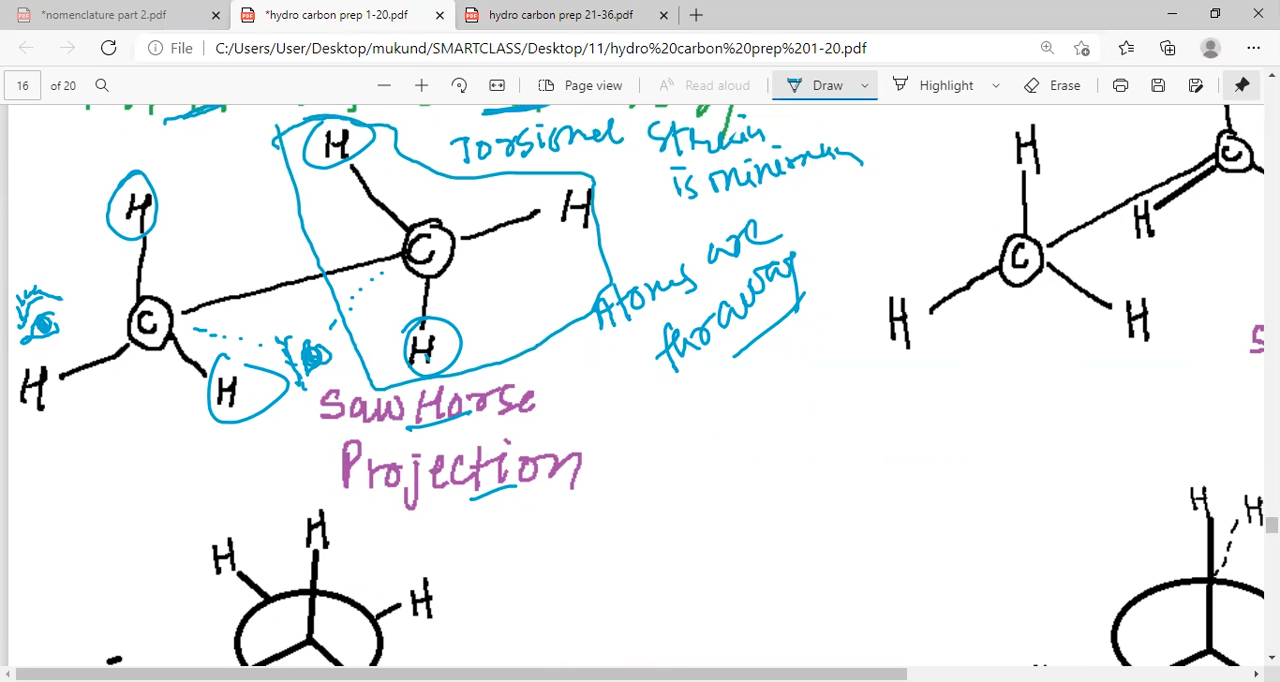 *nomenclature part 2.pdf
*hydro carbon prep 1-20.pdf
hydro carbon prep 21-36.pdf
File
C:/Users/User/Desktop/mukund/SMARTCLASS/Desktop/11/hydro%20carbon%20prep%201-20.pdf
16
of 20
Page view
Read aloud
Draw
Highlight
Erase
Torsional strain
is minimum
H
H
H
C
C
H
H
H
Atoms are
far away
Saw Horse
Projection
H
H
H
H
C
C
H
H
H
S
H
H